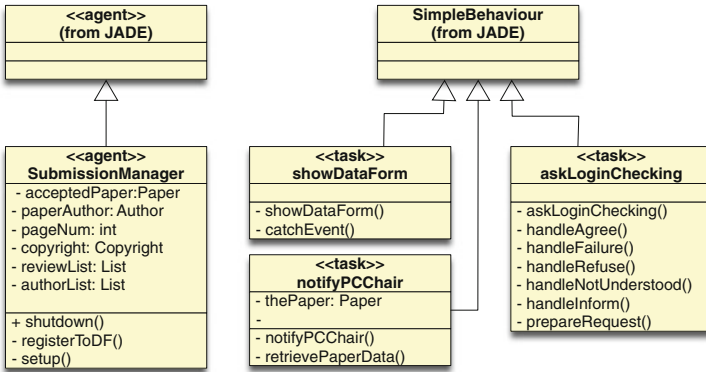 <<agent>>
(from JADE)
SimpleBehaviour
(from JADE)
<<agent>>
SubmissionManager
- acceptedPaper:Paper
- paperAuthor: Author
- pageNum: int
- copyright: Copyright
- reviewList: List
- authorList: List
+ shutdown()
- registerToDF()
- setup()
<<task>>
showDataForm
- showDataForm()
- catchEvent()
<<task>>
notifyPCChair
- thePaper: Paper
-
- notifyPCChair()
- retrievePaperData()
<<task>>
askLoginChecking
- askLoginChecking()
- handleAgree()
- handleFailure()
- handleRefuse()
- handleNotUnderstood()
- handleInform()
- prepareRequest()